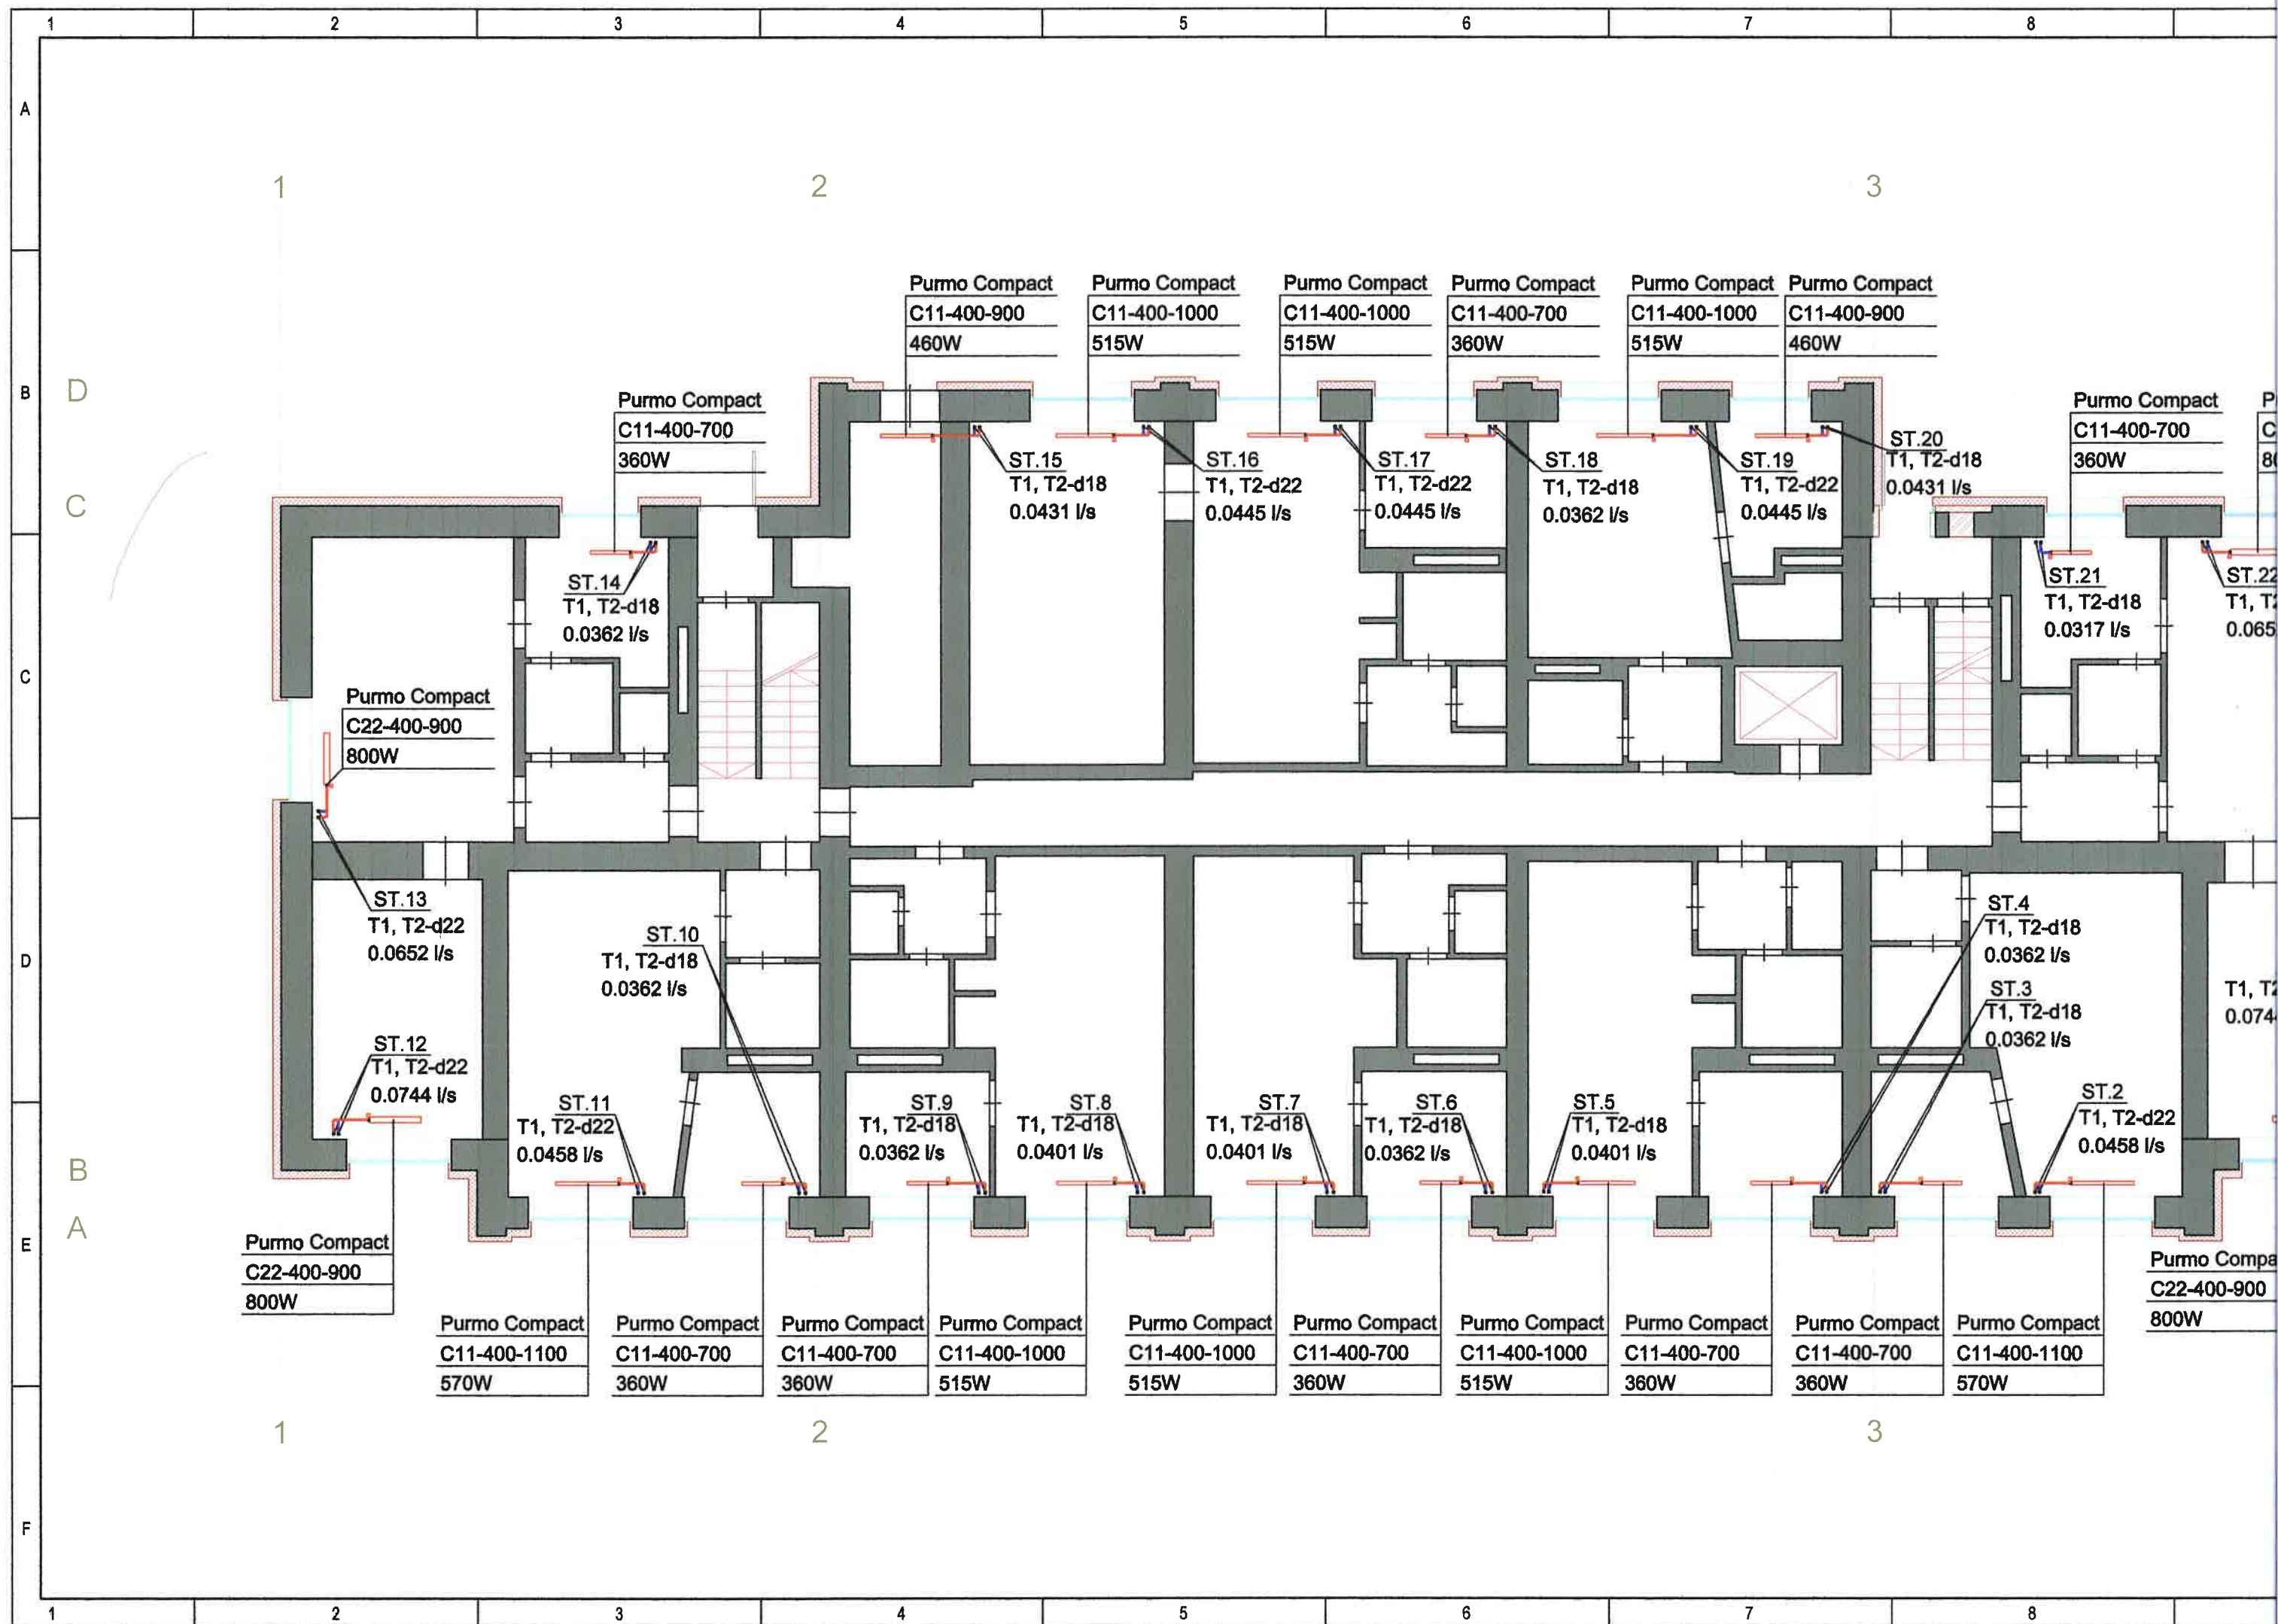 1 2 3 4 5 6 7 8
A
B
C
D
E
F
1 2 3
D
C
B
A
Purmo Compact
C11-400-900
460W
Purmo Compact
C11-400-1000
515W
Purmo Compact
C11-400-1000
515W
Purmo Compact
C11-400-700
360W
Purmo Compact
C11-400-1000
515W
Purmo Compact
C11-400-900
460W
Purmo Compact
C11-400-700
360W
Purmo Compact
C11-400-700
360W
P
C
80
ST.15
T1, T2-d18
0.0431 l/s
ST.16
T1, T2-d22
0.0445 l/s
ST.17
T1, T2-d22
0.0445 l/s
ST.18
T1, T2-d18
0.0362 l/s
ST.19
T1, T2-d22
0.0445 l/s
ST.20
T1, T2-d18
0.0431 l/s
ST.14
T1, T2-d18
0.0362 l/s
ST.21
T1, T2-d18
0.0317 l/s
ST.22
T1, T2
0.065
Purmo Compact
C22-400-900
800W
ST.13
T1, T2-d22
0.0652 l/s
ST.10
T1, T2-d18
0.0362 l/s
ST.4
T1, T2-d18
0.0362 l/s
ST.3
T1, T2-d18
0.0362 l/s
T1, T2
0.074
ST.12
T1, T2-d22
0.0744 l/s
ST.11
T1, T2-d22
0.0458 l/s
ST.9
T1, T2-d18
0.0362 l/s
ST.8
T1, T2-d18
0.0401 l/s
ST.7
T1, T2-d18
0.0401 l/s
ST.6
T1, T2-d18
0.0362 l/s
ST.5
T1, T2-d18
0.0401 l/s
ST.2
T1, T2-d22
0.0458 l/s
Purmo Compact
C22-400-900
800W
Purmo Compact
C11-400-1100
570W
Purmo Compact
C11-400-700
360W
Purmo Compact
C11-400-700
360W
Purmo Compact
C11-400-1000
515W
Purmo Compact
C11-400-1000
515W
Purmo Compact
C11-400-700
360W
Purmo Compact
C11-400-1000
515W
Purmo Compact
C11-400-700
360W
Purmo Compact
C11-400-700
360W
Purmo Compact
C11-400-1100
570W
Purmo Compa
C22-400-900
800W
1 2 3
1 2 3 4 5 6 7 8